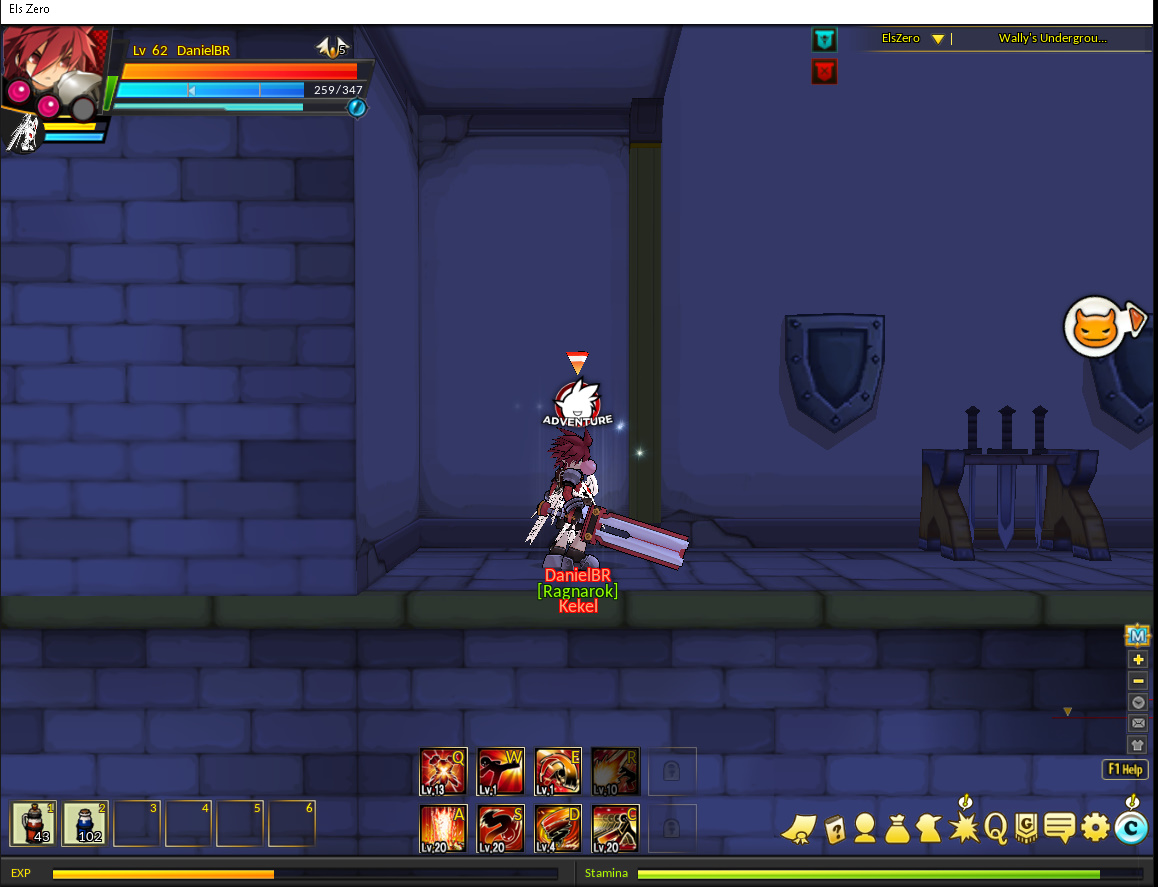 Els Zero
Lv 62 DanielBR
5
ElsZero
Wally's Undergrou...
259/347
ADVENTURE
DanielBR
[Ragnarok]
Kekel
M
F1 Help
Q
Lv.13
W
Lv.1
E
Lv.1
R
Lv.10
A
Lv.20
S
Lv.20
D
Lv.4
C
Lv.20
1
43
2
102
3
4
5
6
?
Q
G
C
EXP
Stamina